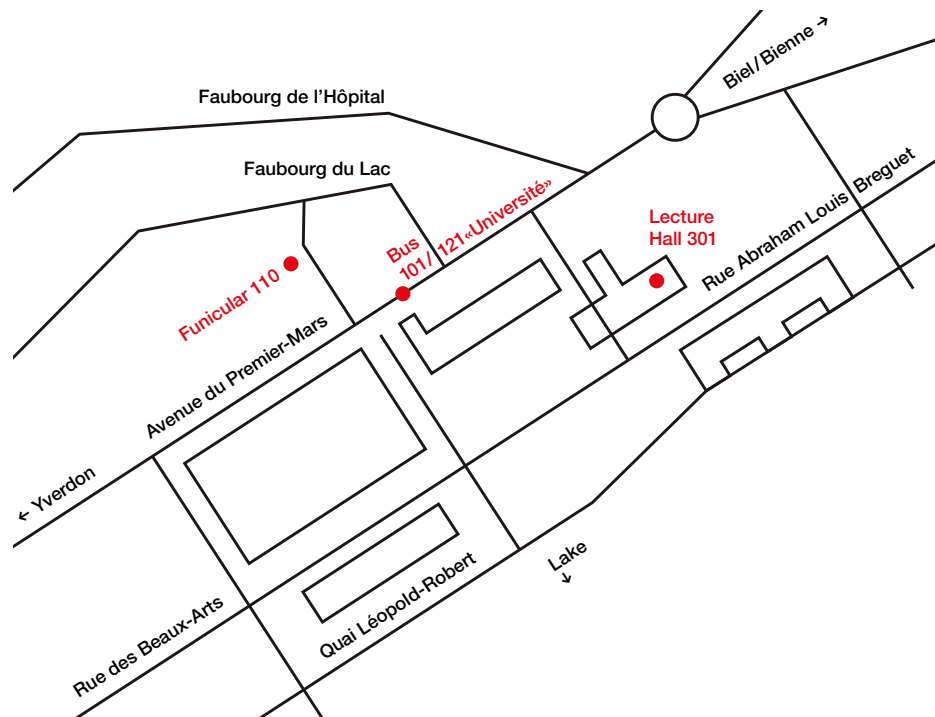 Biel/Bienne →
Faubourg de l’Hôpital
Faubourg du Lac
Bus
101/121«Université»
Lecture
Hall 301
Rue Abraham Louis Breguet
Funicular 110
Avenue du Premier-Mars
← Yverdon
Lake
↓
Quai Léopold-Robert
Rue des Beaux-Arts